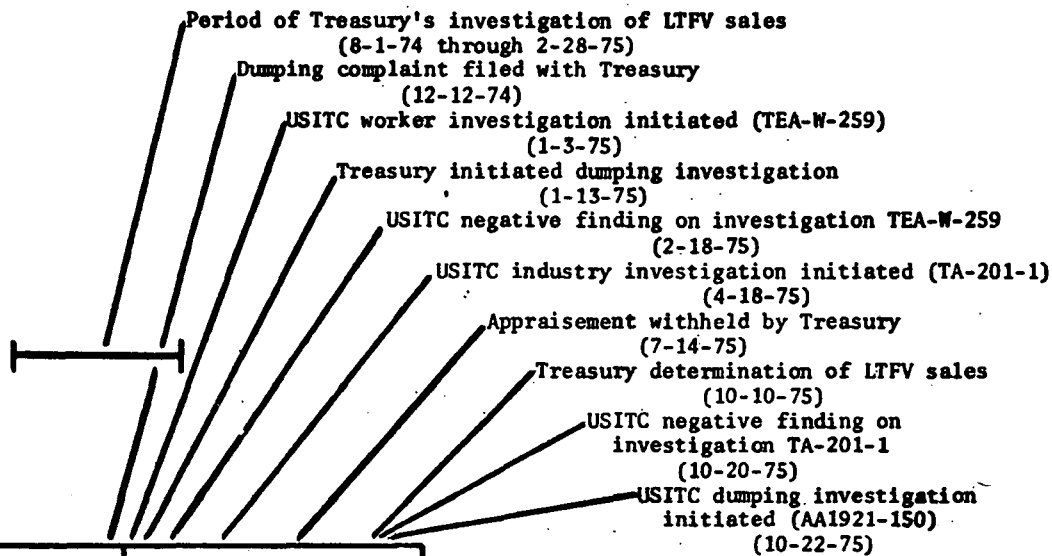 Period of Treasury's investigation of LTFV sales
(8-1-74 through 2-28-75)
Dumping complaint filed with Treasury
(12-12-74)
USITC worker investigation initiated (TEA-W-259)
(1-3-75)
Treasury initiated dumping investigation
(1-13-75)
USITC negative finding on investigation TEA-W-259
(2-18-75)
USITC industry investigation initiated (TA-201-1)
(4-18-75)
Appraisement withheld by Treasury
(7-14-75)
Treasury determination of LTFV sales
(10-10-75)
USITC negative finding on
investigation TA-201-1
(10-20-75)
USITC dumping investigation
initiated (AA1921-150)
(10-22-75)